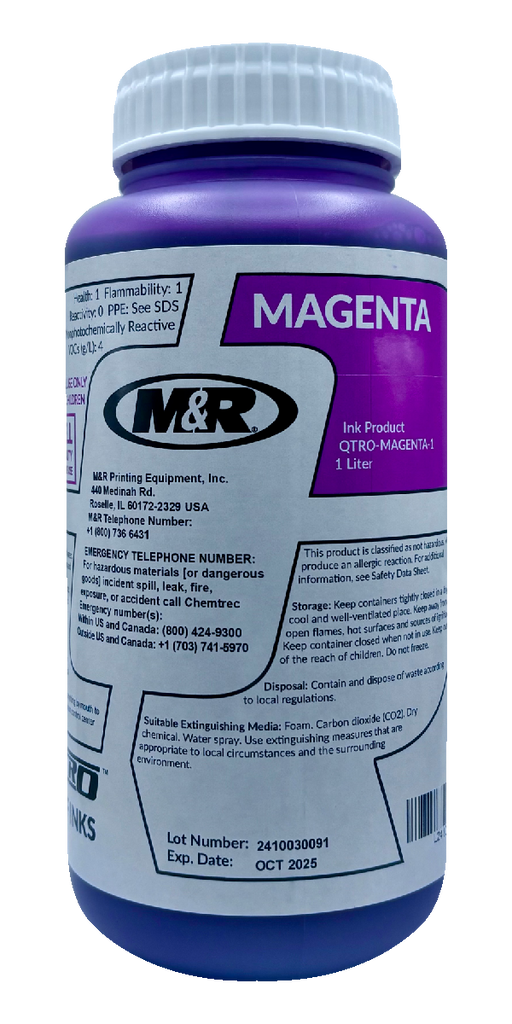 Health: 1 Flammability: 1
Reactivity: 0 PPE: See SDS
Reactive
VOCs (g/L): 4
USE ONLY
MAGENTA
Ink Product
QTRO-MAGENTA-1
1 Liter
M&R
M&R Printing Equipment, Inc.
440 Medinah Rd.
Roselle, IL 60172-2329 USA
M&R Telephone Number:
+1 (800) 736 6431
EMERGENCY TELEPHONE NUMBER:
For hazardous materials [or dangerous
goods] incident spill, leak, fire,
exposure, or accident call Chemtrec
Emergency number(s):
Within US and Canada: (800) 424-9300
Outside US and Canada: +1 (703) 741-5970
This product is classified as not hazardous,
produce an allergic reaction. For additional
information, see Safety Data Sheet.
Storage: Keep containers tightly closed in a
cool and well-ventilated place. Keep away from
open flames, hot surfaces and sources of
Keep container closed when not in use. Keep
of the reach of children. Do not freeze.
Disposal: Contain and dispose of waste according
to local regulations.
Suitable Extinguishing Media: Foam. Carbon dioxide (CO2). Dry
chemical. Water spray. Use extinguishing measures that are
appropriate to local circumstances and the surrounding
environment.
INKS
Lot Number: 2410030091
Exp. Date: OCT 2025